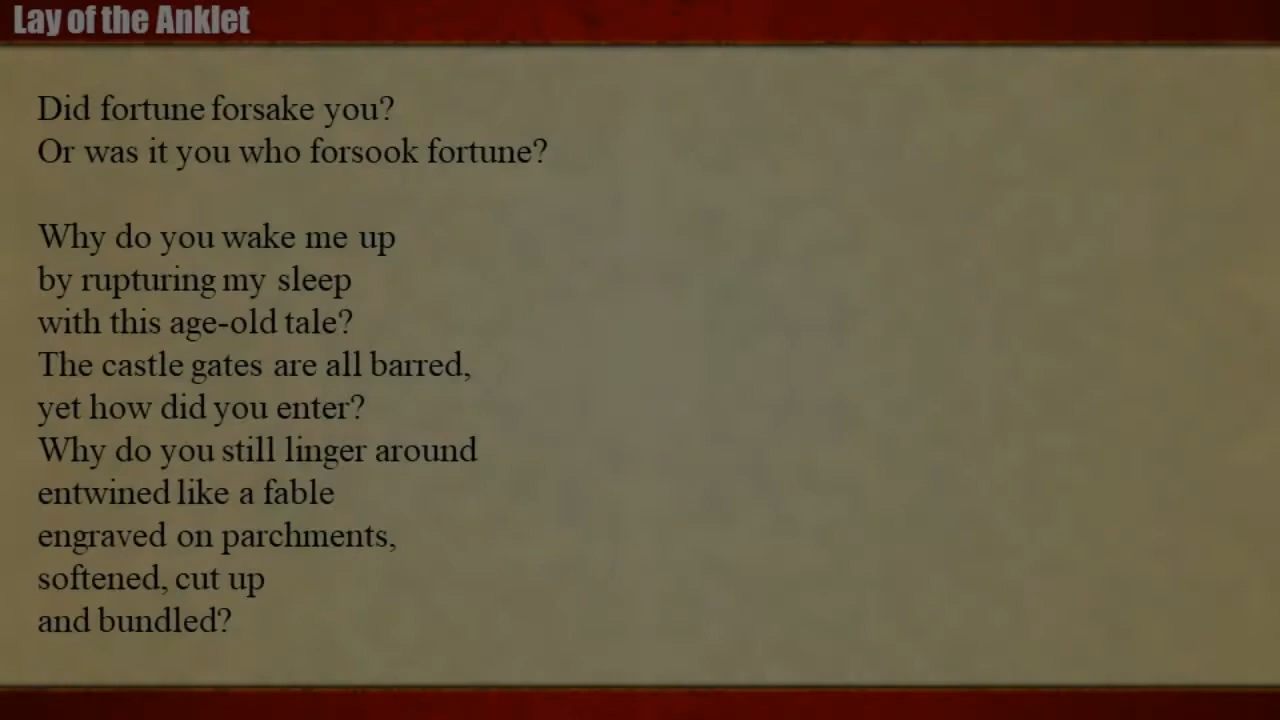 Lay of the Anklet
Did fortune forsake you?
Or was it you who forsook fortune?
Why do you wake me up
by rupturing my sleep
with this age-old tale?
The castle gates are all barred,
yet how did you enter?
Why do you still linger around
entwined like a fable
engraved on parchments,
softened, cut up
and bundled?